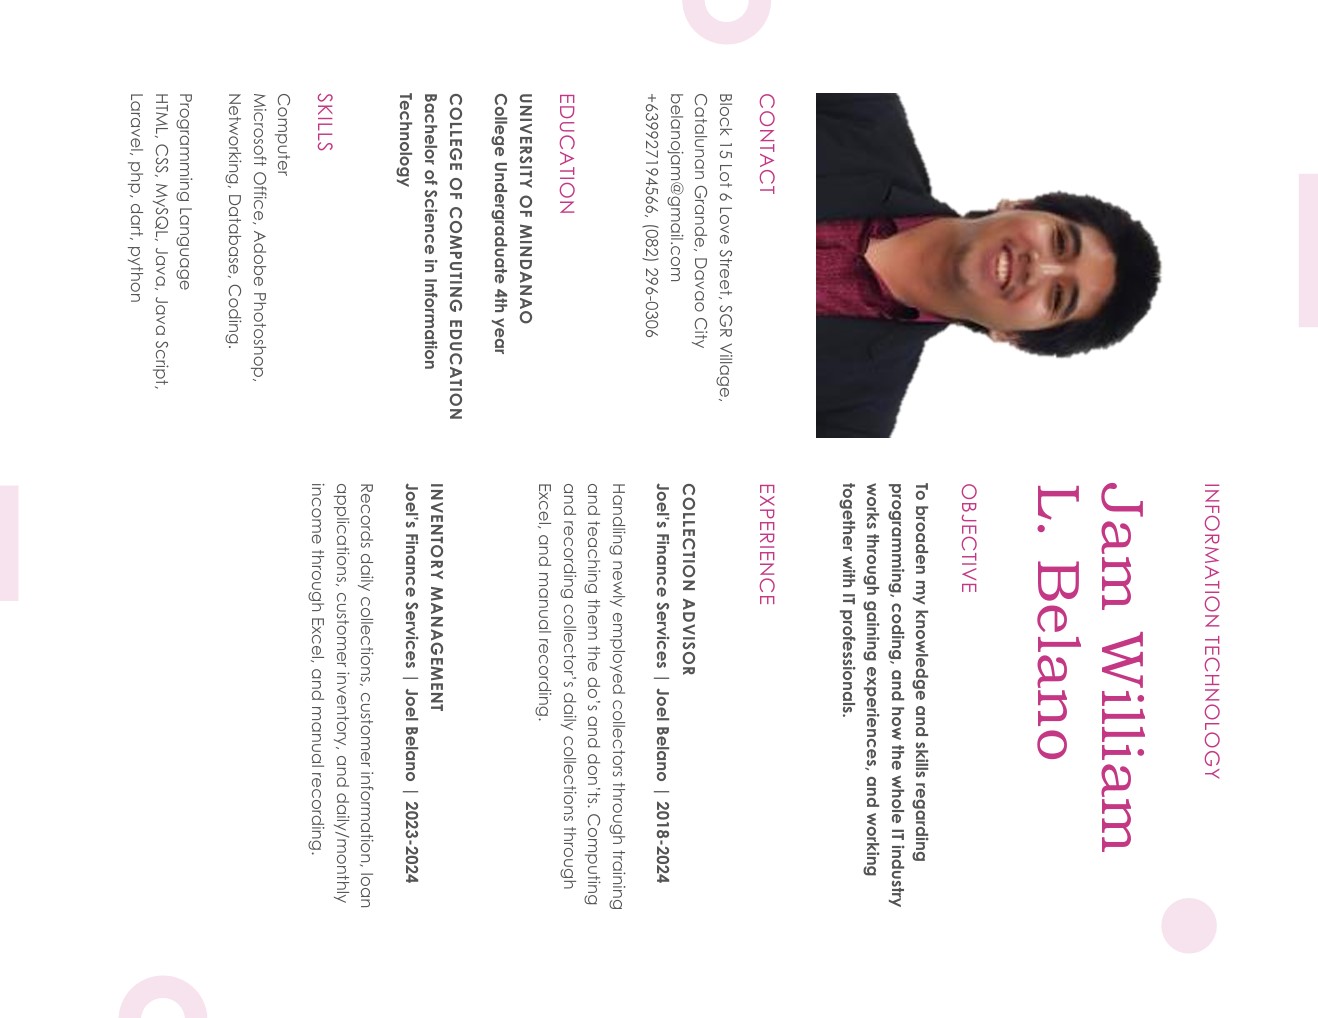 INFORMATION TECHNOLOGY
Jam William
L. Belano
OBJECTIVE
To broaden my knowledge and skills regarding
programming, coding, and how the whole IT industry
works through gaining experiences, and working
together with IT professionals.
CONTACT
Block 15 Lot 6 Love Street, SGR Village,
Catalunan Grande, Davao City
belanojam@gmail.com
+639927194566, (082) 296-0306
EDUCATION
UNIVERSITY OF MINDANAO
College Undergraduate 4th year
COLLEGE OF COMPUTING EDUCATION
Bachelor of Science in Information
Technology
SKILLS
Computer
Microsoft Office, Adobe Photoshop,
Networking, Database, Coding.
Programming Language
HTML, CSS, MySQL, Java, Java Script,
Laravel, php, dart, python
EXPERIENCE
COLLECTION ADVISOR
Joel’s Finance Services | Joel Belano | 2018-2024
Handling newly employed collectors through training
and teaching them the do’s and don’ts. Computing
and recording collector’s daily collections through
Excel, and manual recording.
INVENTORY MANAGEMENT
Joel’s Finance Services | Joel Belano | 2023-2024
Records daily collections, customer information, loan
applications, customer inventory, and daily/monthly
income through Excel, and manual recording.